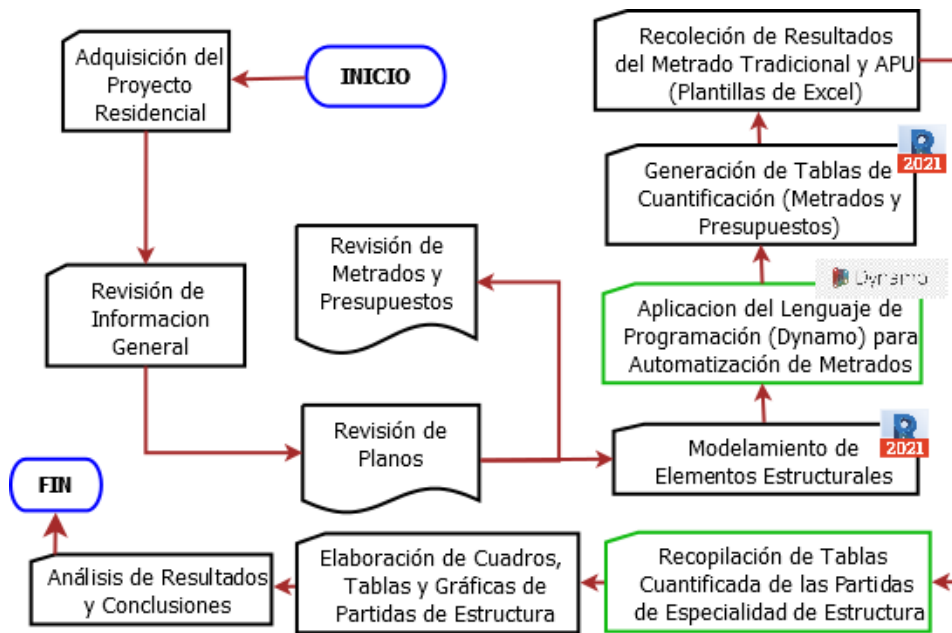 INICIO
Adquisición del
Proyecto
Residencial
Revisión de
Informacion
General
Revisión de
Planos
Revisión de
Metrados y
Presupuestos
Modelamiento de
Elementos Estructurales
R
2021
Aplicacion del Lenguaje de
Programación (Dynamo) para
Automatización de Metrados
Dynamo
Generación de Tablas de
Cuantificación (Metrados y
Presupuestos)
R
2021
Recoleción de Resultados
del Metrado Tradicional y APU
(Plantillas de Excel)
Recopilación de Tablas
Cuantificada de las Partidas
de Especialidad de Estructura
Elaboración de Cuadros,
Tablas y Gráficas de
Partidas de Estructura
Análisis de Resultados
y Conclusiones
FIN